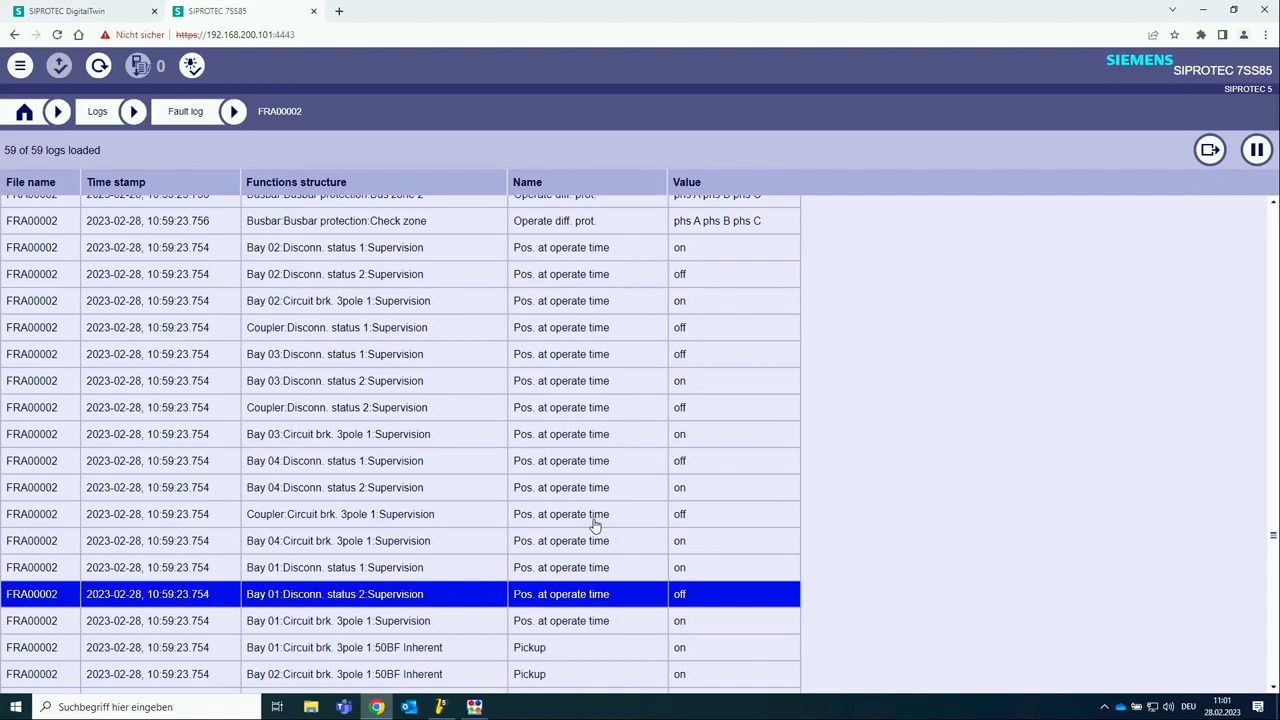 SIPROTEC DigitalTwin
SIPROTEC 7SS85
Nicht sicher https://192.168.200.101:4443
0
SIEMENS
SIPROTEC 7SS85
SIPROTEC 5
Logs
Fault log
FRA00002
59 of 59 logs loaded
File name Time stamp Functions structure Name Value
Busbar:Busbar protection:Bus zone 2 Operate diff. prot. phs A phs B phs C
FRA00002 2023-02-28, 10:59:23.756 Busbar:Busbar protection:Check zone Operate diff. prot. phs A phs B phs C
FRA00002 2023-02-28, 10:59:23.754 Bay 02:Disconn. status 1:Supervision Pos. at operate time on
FRA00002 2023-02-28, 10:59:23.754 Bay 02:Disconn. status 2:Supervision Pos. at operate time off
FRA00002 2023-02-28, 10:59:23.754 Bay 02:Circuit brk. 3pole 1:Supervision Pos. at operate time on
FRA00002 2023-02-28, 10:59:23.754 Coupler:Disconn. status 1:Supervision Pos. at operate time off
FRA00002 2023-02-28, 10:59:23.754 Bay 03:Disconn. status 1:Supervision Pos. at operate time off
FRA00002 2023-02-28, 10:59:23.754 Bay 03:Disconn. status 2:Supervision Pos. at operate time on
FRA00002 2023-02-28, 10:59:23.754 Coupler:Disconn. status 2:Supervision Pos. at operate time off
FRA00002 2023-02-28, 10:59:23.754 Bay 03:Circuit brk. 3pole 1:Supervision Pos. at operate time on
FRA00002 2023-02-28, 10:59:23.754 Bay 04:Disconn. status 1:Supervision Pos. at operate time off
FRA00002 2023-02-28, 10:59:23.754 Bay 04:Disconn. status 2:Supervision Pos. at operate time on
FRA00002 2023-02-28, 10:59:23.754 Coupler:Circuit brk. 3pole 1:Supervision Pos. at operate time off
FRA00002 2023-02-28, 10:59:23.754 Bay 04:Circuit brk. 3pole 1:Supervision Pos. at operate time on
FRA00002 2023-02-28, 10:59:23.754 Bay 01:Disconn. status 1:Supervision Pos. at operate time on
FRA00002 2023-02-28, 10:59:23.754 Bay 01:Disconn. status 2:Supervision Pos. at operate time off
FRA00002 2023-02-28, 10:59:23.754 Bay 01:Circuit brk. 3pole 1:Supervision Pos. at operate time on
FRA00002 2023-02-28, 10:59:23.754 Bay 01:Circuit brk. 3pole 1:50BF Inherent Pickup on
FRA00002 2023-02-28, 10:59:23.754 Bay 02:Circuit brk. 3pole 1:50BF Inherent Pickup on
Suchbegriff hier eingeben
DEU
11:01
28.02.2023